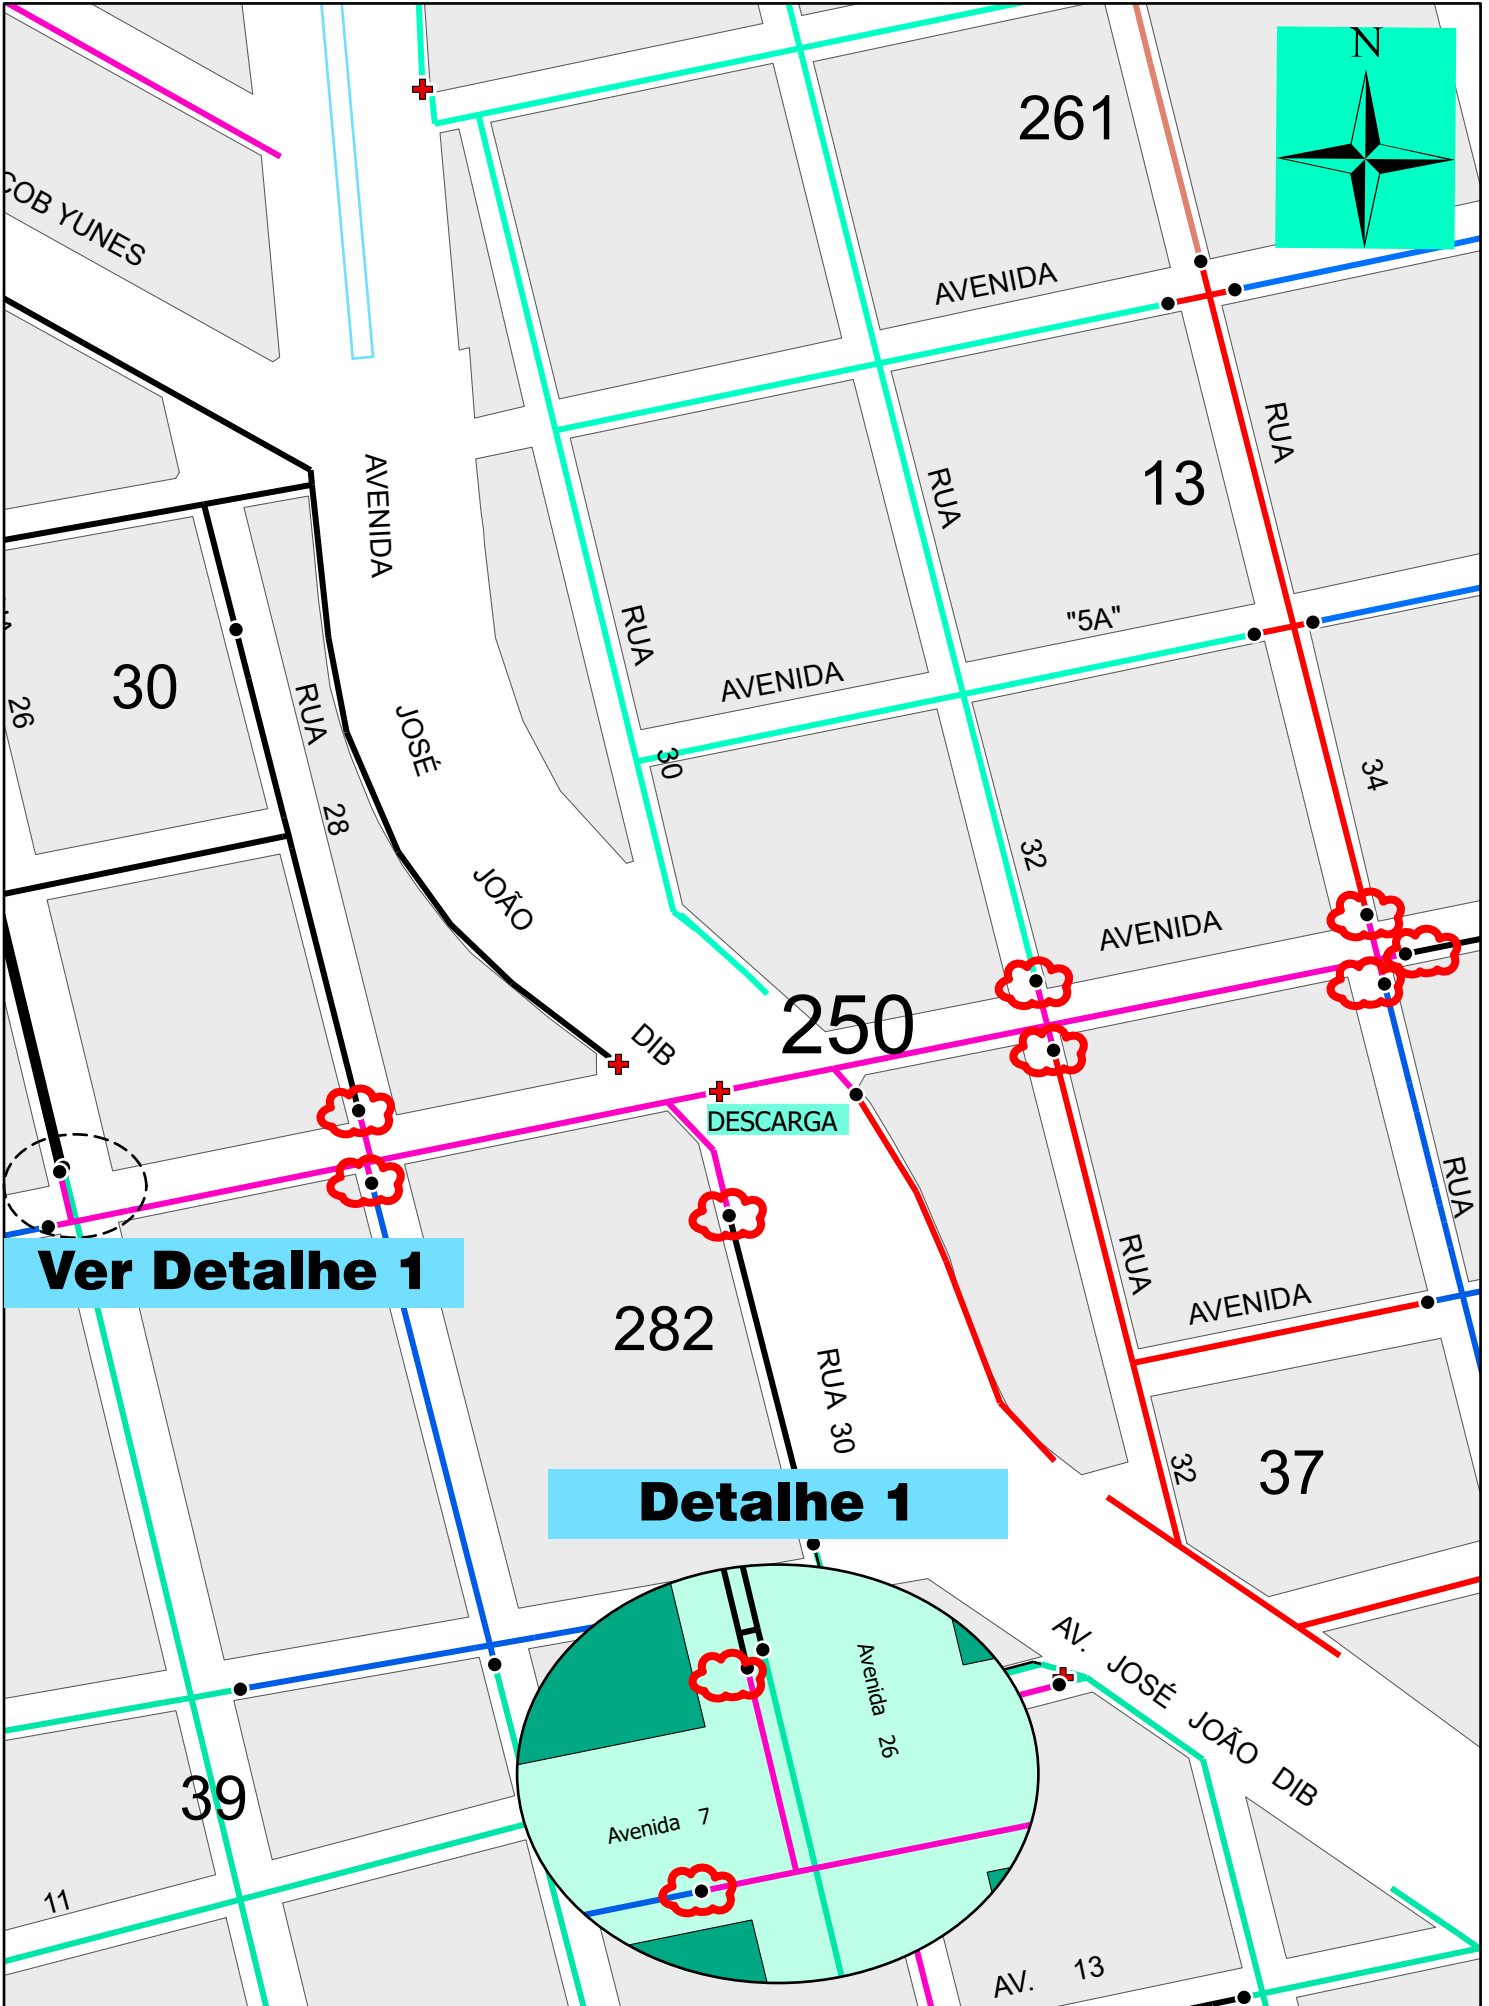 N
261
COB YUNES
AVENIDA
RUA
AVENIDA
RUA
13
"5A"
RUA
AVENIDA
30
26
RUA
JOSÉ
30
34
28
32
JOÃO
AVENIDA
250
DIB
DESCARGA
RUA
Ver Detalhe 1
RUA
AVENIDA
282
RUA 30
32
37
Detalhe 1
AV. JOSÉ JOÃO DIB
Avenida 26
39
Avenida 7
11
AV. 13